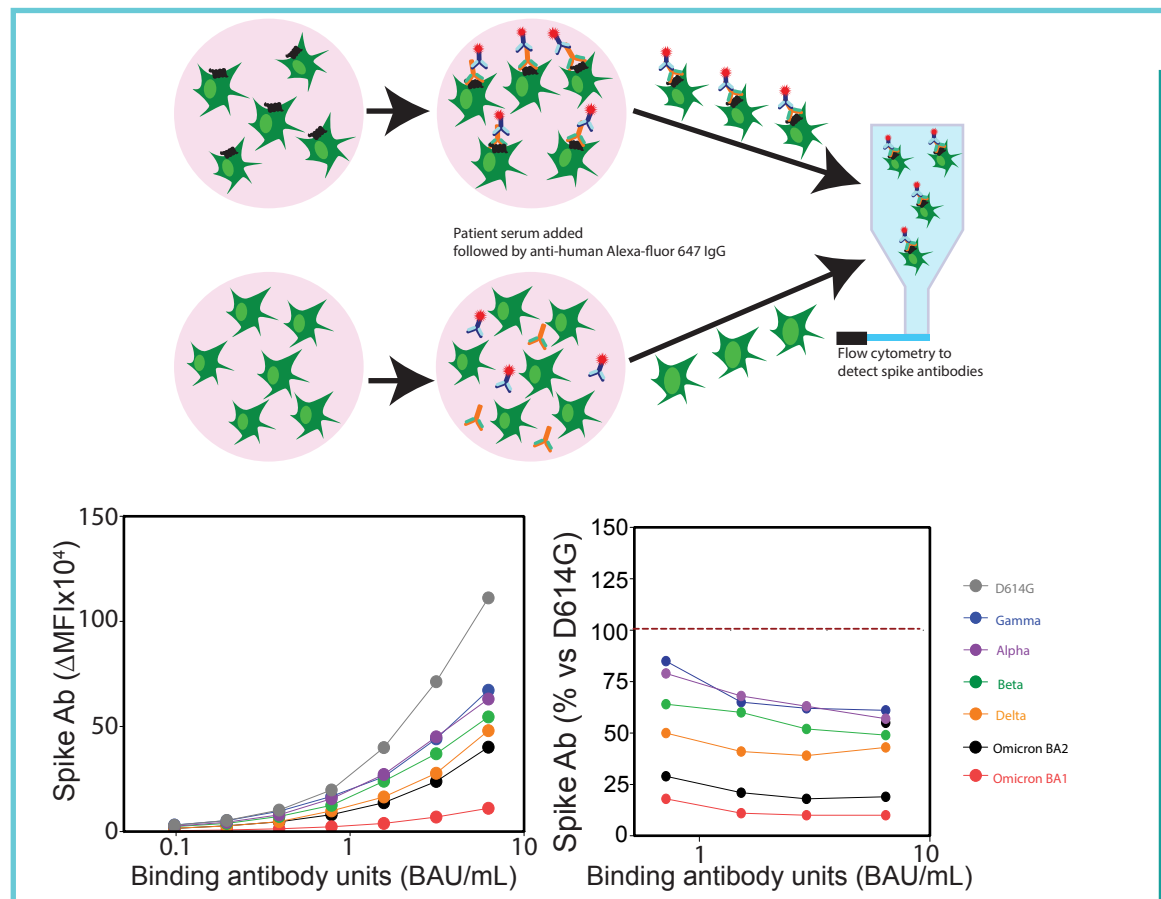 Patient serum added
followed by anti-human Alexa-fluor 647 IgG
Flow cytometry to
detect spike antibodies
150
100
50
0
Spike Ab (ΔMFIx10⁴)
0.1
1
10
Binding antibody units (BAU/mL)
150
125
100
75
50
25
0
Spike Ab (% vs D614G)
1
10
Binding antibody units (BAU/mL)
D614G
Gamma
Alpha
Beta
Delta
Omicron BA2
Omicron BA1